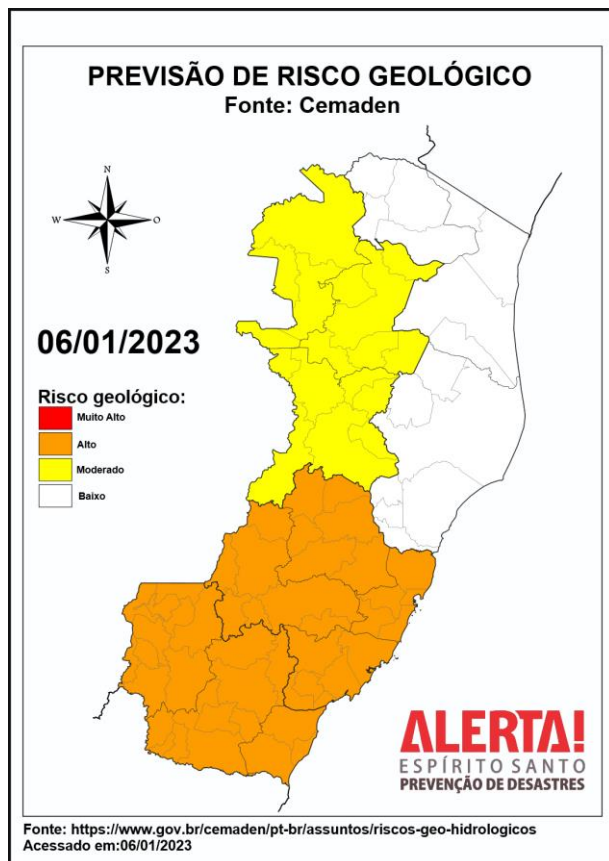 PREVISÃO DE RISCO GEOLÓGICO
Fonte: Cemaden
N
W
O
S
06/01/2023
Risco geológico:
Muito Alto
Alto
Moderado
Baixo
ALERTA!
ESPÍRITO SANTO
PREVENÇÃO DE DESASTRES
Fonte: https://www.gov.br/cemaden/pt-br/assuntos/riscos-geo-hidrologicos
Acessado em:06/01/2023